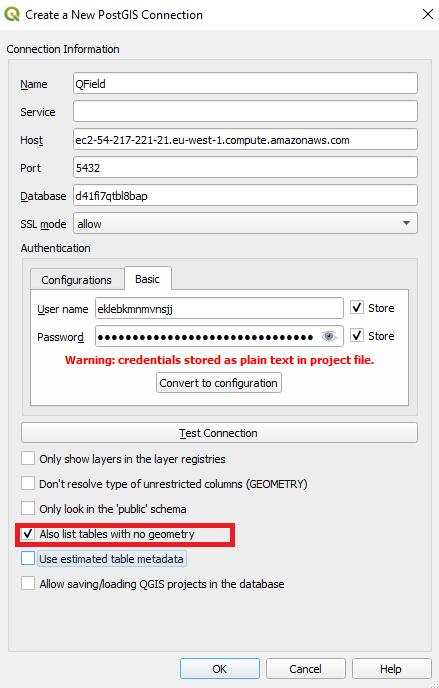 Create a New PostGIS Connection
Connection Information
Name QField
Service
Host ec2-54-217-221-21.eu-west-1.compute.amazonaws.com
Port 5432
Database d41fi7qtbl8bap
SSL mode allow
Authentication
Configurations Basic
User name eklebkmnmvnsjj Store
Password ●●●●●●●●●●●●●●●●●●●●●●●●●●●●●●● Store
Warning: credentials stored as plain text in project file.
Convert to configuration
Test Connection
Only show layers in the layer registries
Don't resolve type of unrestricted columns (GEOMETRY)
Only look in the 'public' schema
Also list tables with no geometry
Use estimated table metadata
Allow saving/loading QGIS projects in the database
OK Cancel Help